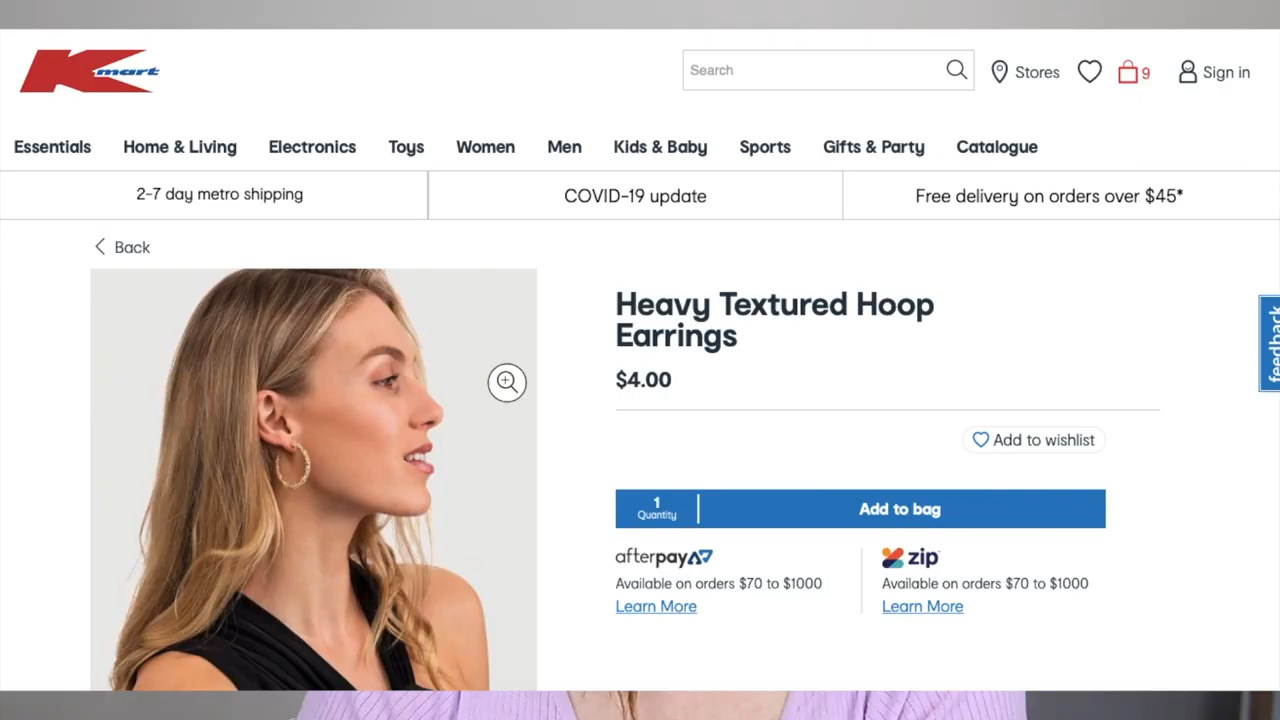 Kmart
Search
Stores
9
Sign in
Essentials
Home & Living
Electronics
Toys
Women
Men
Kids & Baby
Sports
Gifts & Party
Catalogue
2-7 day metro shipping
COVID-19 update
Free delivery on orders over $45*
Back
Heavy Textured Hoop
Earrings
$4.00
feedback
Add to wishlist
1
Quantity
Add to bag
afterpay
Available on orders $70 to $1000
Learn More
zip
Available on orders $70 to $1000
Learn More